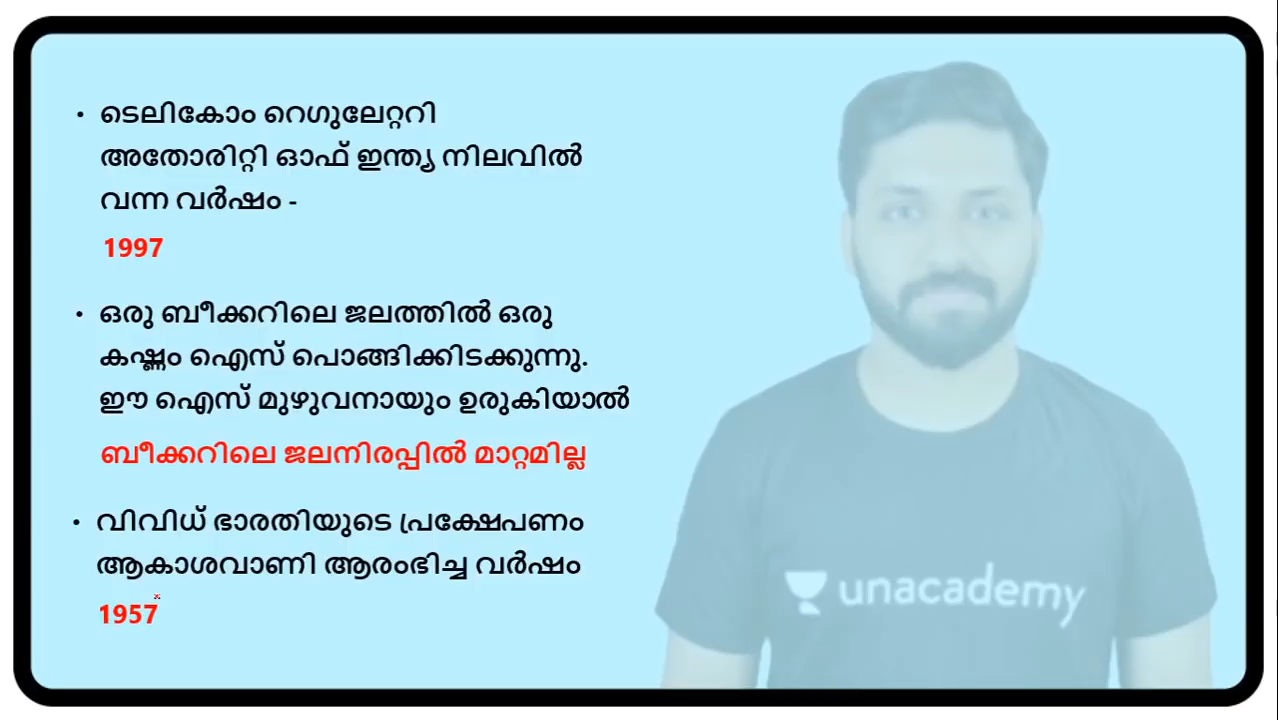 • ടെലികോം റെഗുലേറ്ററി
അതോരിറ്റി ഓഫ് ഇന്ത്യ നിലവിൽ
വന്ന വർഷം -
1997
• ഒരു ബീക്കറിലെ ജലത്തിൽ ഒരു
കഷ്ണം ഐസ് പൊങ്ങിക്കിടക്കുന്നു.
ഈ ഐസ് മുഴുവനായും ഉരുകിയാൽ
ബീക്കറിലെ ജലനിരപ്പിൽ മാറ്റമില്ല
• വിവിധ് ഭാരതിയുടെ പ്രക്ഷേപണം
ആകാശവാണി ആരംഭിച്ച വർഷം
1957
unacademy